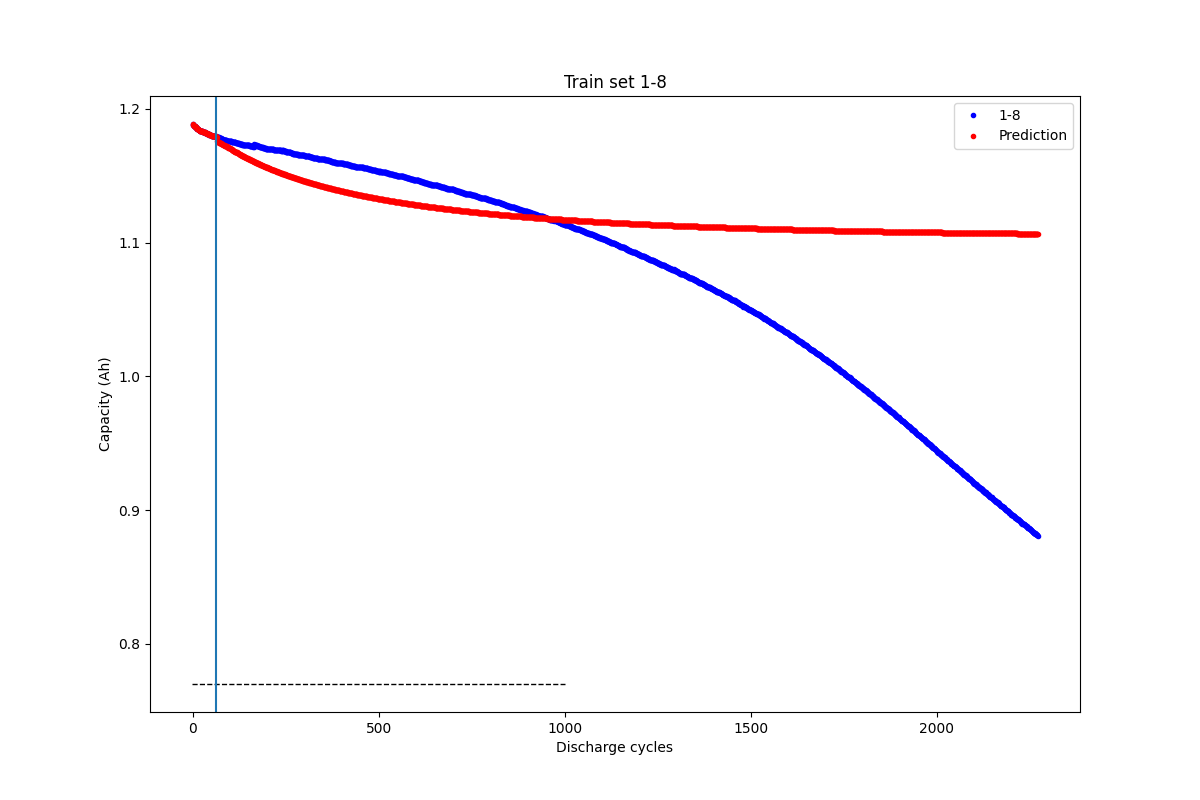 Train set 1-8
1-8
Prediction
1.2
1.1
1.0
0.9
0.8
Capacity (Ah)
0
500
1000
1500
2000
Discharge cycles